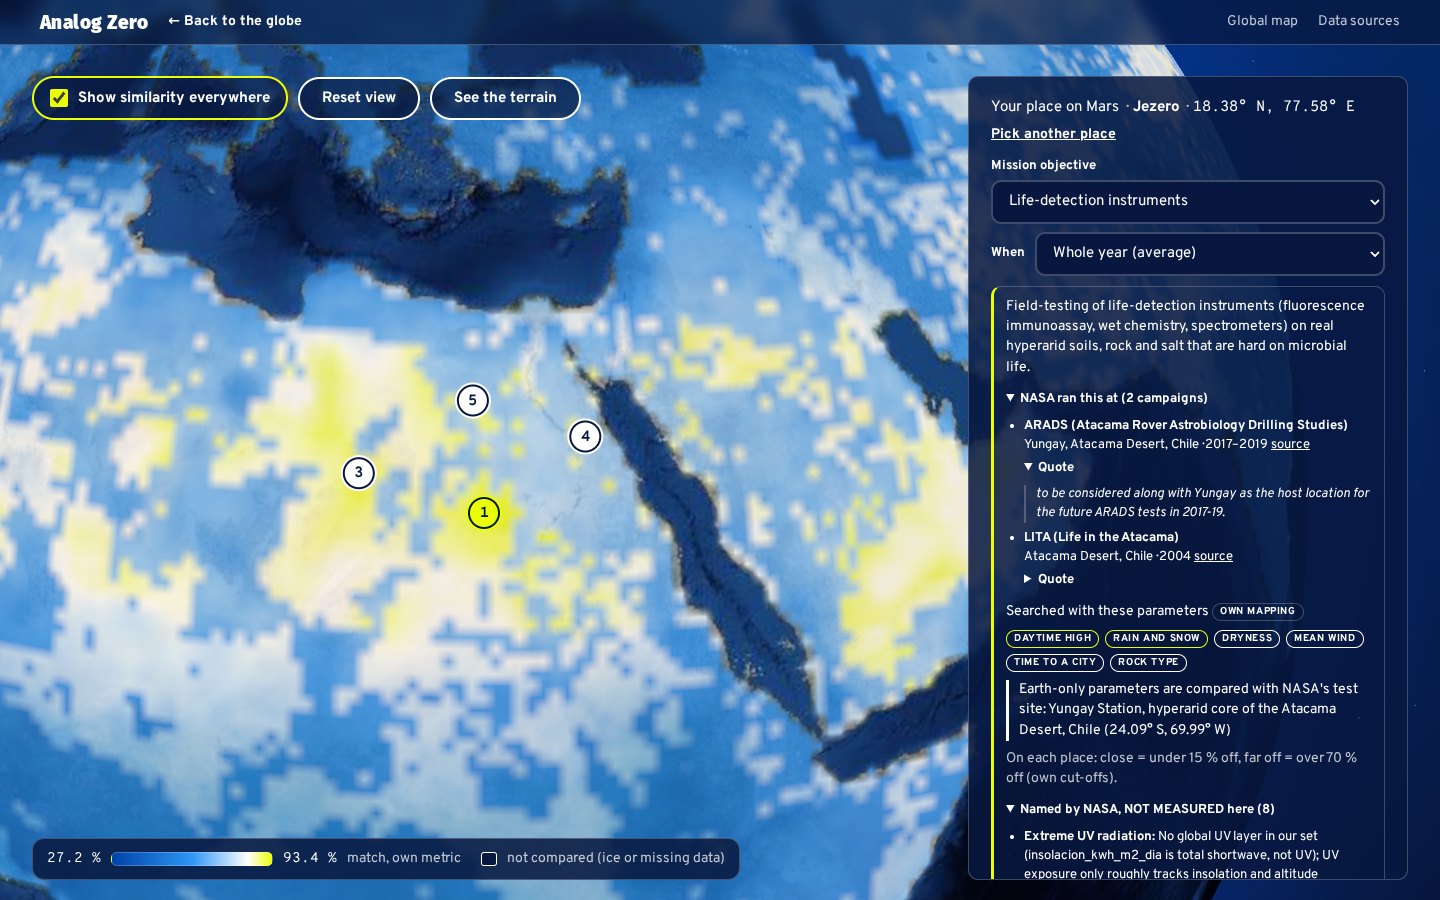 Analog Zero
← Back to the globe
Global map
Data sources
Show similarity everywhere
Reset view
See the terrain
Your place on Mars · Jezero · 18.38° N, 77.58° E
Pick another place
Mission objective
Life-detection instruments
When
Whole year (average)
Field-testing of life-detection instruments (fluorescence
immunoassay, wet chemistry, spectrometers) on real
hyperarid soils, rock and salt that are hard on microbial
life.
▼ NASA ran this at (2 campaigns)
• ARADS (Atacama Rover Astrobiology Drilling Studies)
Yungay, Atacama Desert, Chile · 2017–2019 source
▼ Quote
to be considered along with Yungay as the host location for
the future ARADS tests in 2017-19.
• LITA (Life in the Atacama)
Atacama Desert, Chile · 2004 source
▶ Quote
Searched with these parameters OWN MAPPING
DAYTIME HIGH RAIN AND SNOW DRYNESS MEAN WIND
TIME TO A CITY ROCK TYPE
Earth-only parameters are compared with NASA's test
site: Yungay Station, hyperarid core of the Atacama
Desert, Chile (24.09° S, 69.99° W)
On each place: close = under 15 % off, far off = over 70 %
off (own cut-offs).
▼ Named by NASA, NOT MEASURED here (8)
• Extreme UV radiation: No global UV layer in our set
(insolacion_kwh_m2_dia is total shortwave, not UV); UV
exposure only roughly tracks insolation and altitude
5
4
3
1
27.2 %
93.4 %
match, own metric
not compared (ice or missing data)